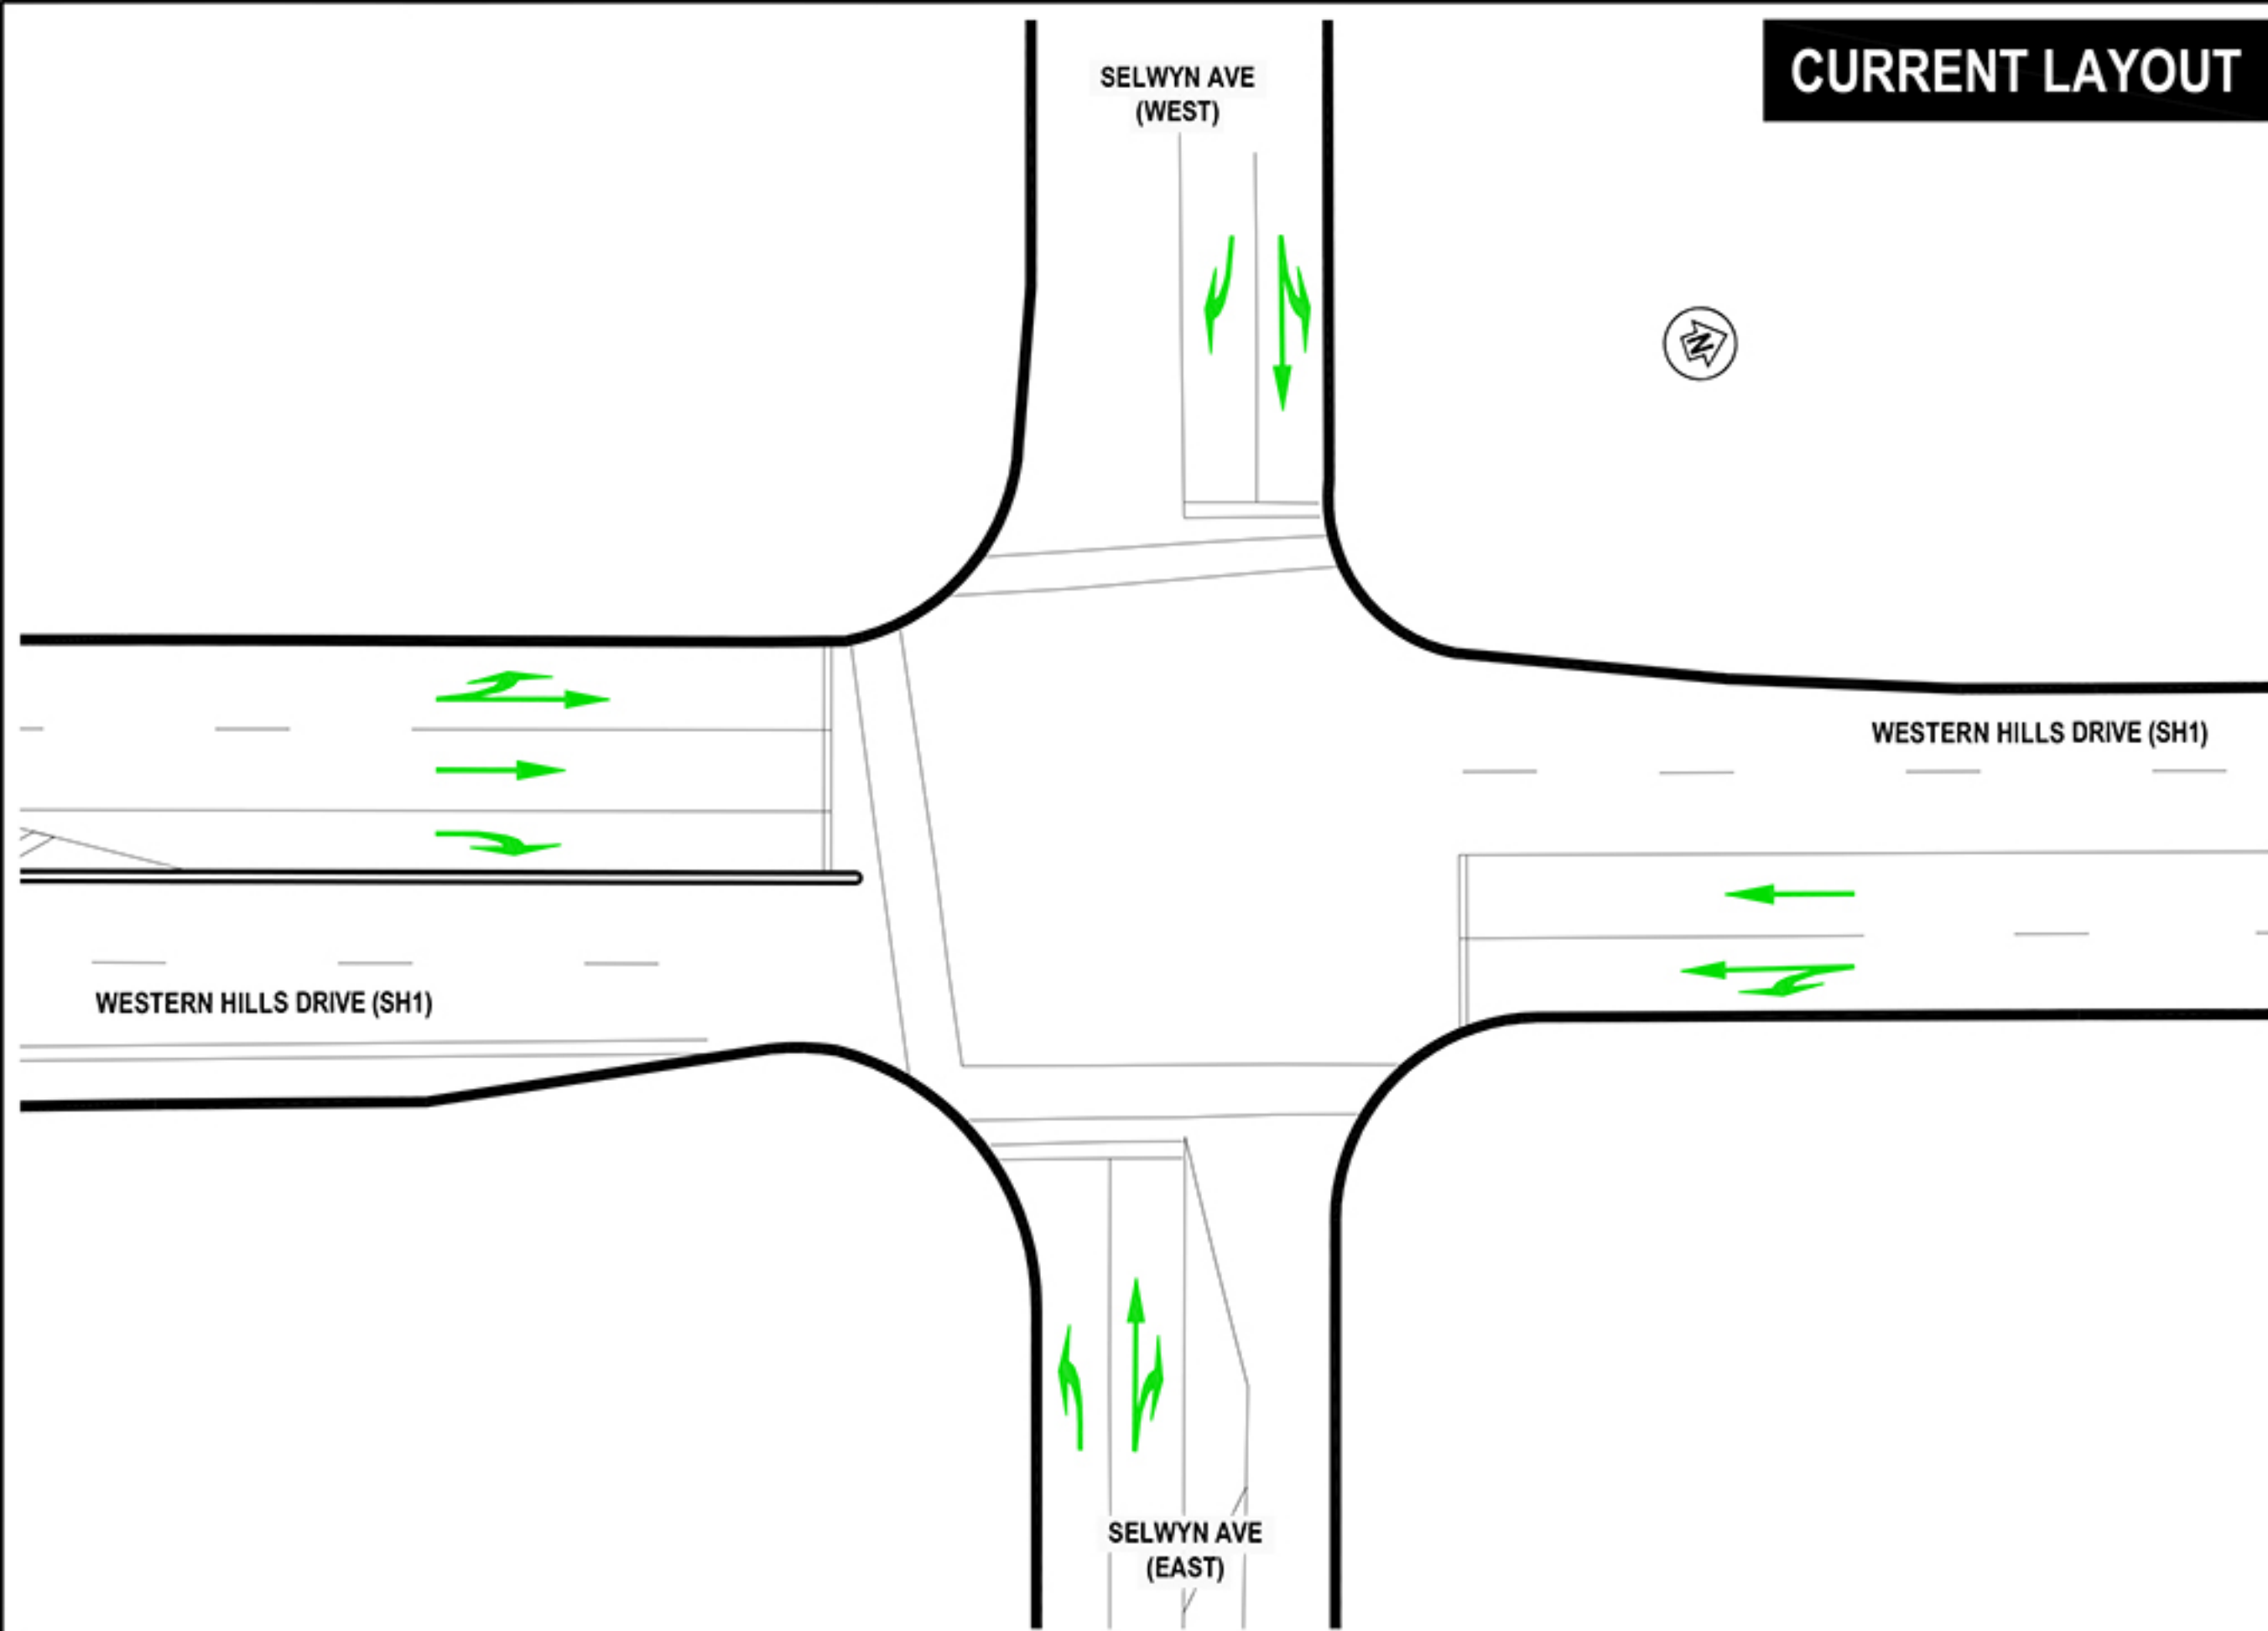 SELWYN AVE
(WEST)
CURRENT LAYOUT
N
WESTERN HILLS DRIVE (SH1)
WESTERN HILLS DRIVE (SH1)
SELWYN AVE
(EAST)